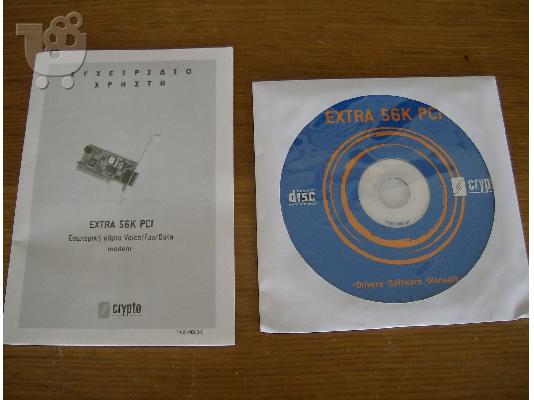 ΕΓΧΕΙΡΙΔΙΟ
ΧΡΗΣΤΗ
EXTRA 56K PCI
Εσωτερική κάρτα Voice/Fax/Data
modem
crypto
EXTRA 56K PCI
disc
cryp
•Drivers •Software •Manuals